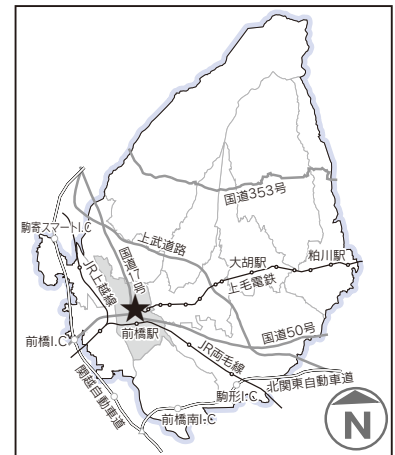 国道353号
駒寄スマートI.C
上武道路
国道17号
JR上越線
大胡駅
粕川駅
上毛電鉄
前橋I.C
前橋駅
国道50号
JR両毛線
北関東自動車道
駒形I.C
関越自動車道
前橋南I.C
N